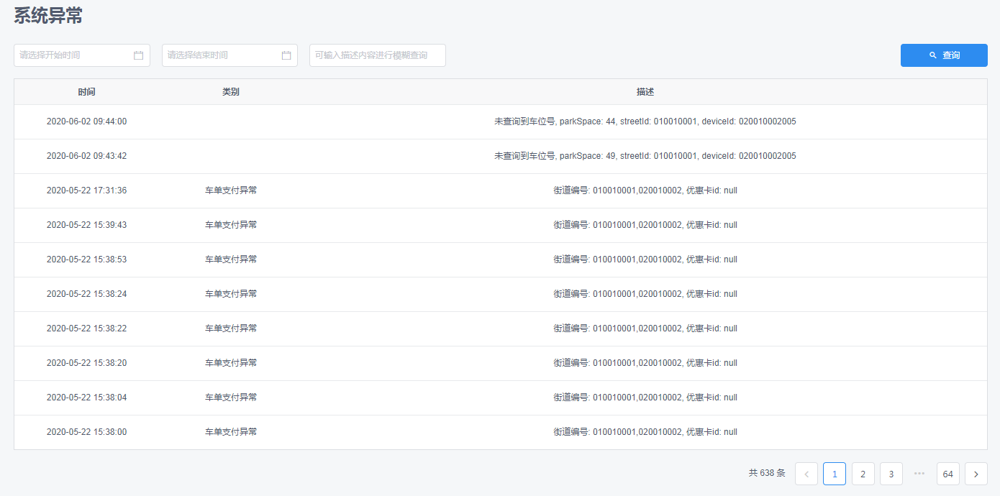 系统异常
请选择开始时间 请选择结束时间 可输入描述内容进行模糊查询 查询
时间 类别 描述
2020-06-02 09:44:00 未查询到车位号, parkSpace: 44, streetId: 010010001, deviceId: 020010002005
2020-06-02 09:43:42 未查询到车位号, parkSpace: 49, streetId: 010010001, deviceId: 020010002005
2020-05-22 17:31:36 车单支付异常 街道编号: 010010001,020010002, 优惠卡id: null
2020-05-22 15:39:43 车单支付异常 街道编号: 010010001,020010002, 优惠卡id: null
2020-05-22 15:38:53 车单支付异常 街道编号: 010010001,020010002, 优惠卡id: null
2020-05-22 15:38:24 车单支付异常 街道编号: 010010001,020010002, 优惠卡id: null
2020-05-22 15:38:22 车单支付异常 街道编号: 010010001,020010002, 优惠卡id: null
2020-05-22 15:38:20 车单支付异常 街道编号: 010010001,020010002, 优惠卡id: null
2020-05-22 15:38:04 车单支付异常 街道编号: 010010001,020010002, 优惠卡id: null
2020-05-22 15:38:00 车单支付异常 街道编号: 010010001,020010002, 优惠卡id: null
共 638 条 < 1 2 3 ••• 64 >